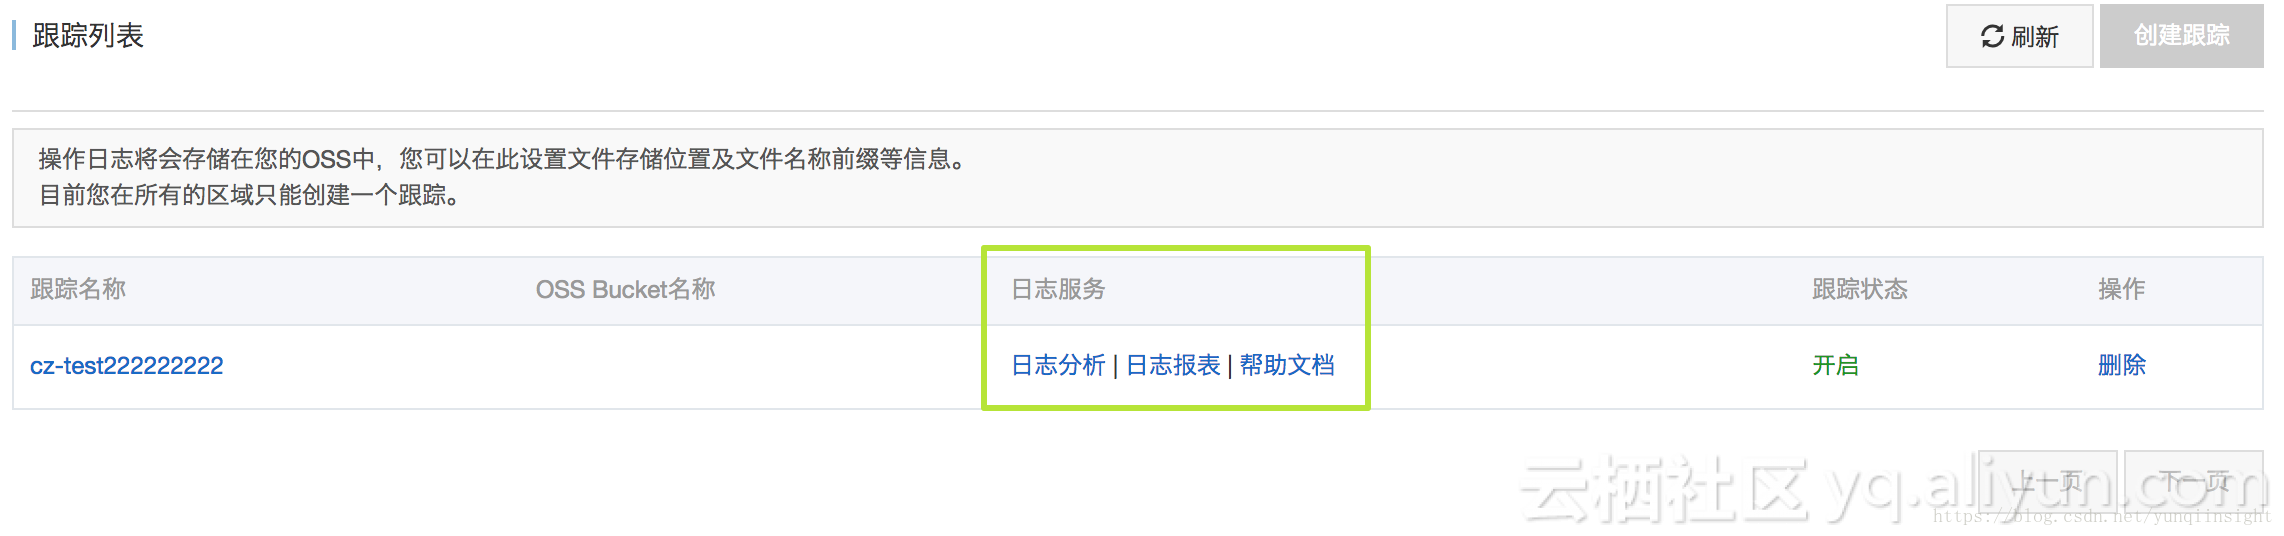 跟踪列表
刷新
创建跟踪
操作日志将会存储在您的OSS中，您可以在此设置文件存储位置及文件名称前缀等信息。
目前您在所有的区域只能创建一个跟踪。
跟踪名称 OSS Bucket名称 日志服务 跟踪状态 操作
cz-test222222222 日志分析 | 日志报表 | 帮助文档 开启 删除
上一页 下一页
云栖社区 yq.aliyun.com
https://blog.csdn.net/yunqiinsight